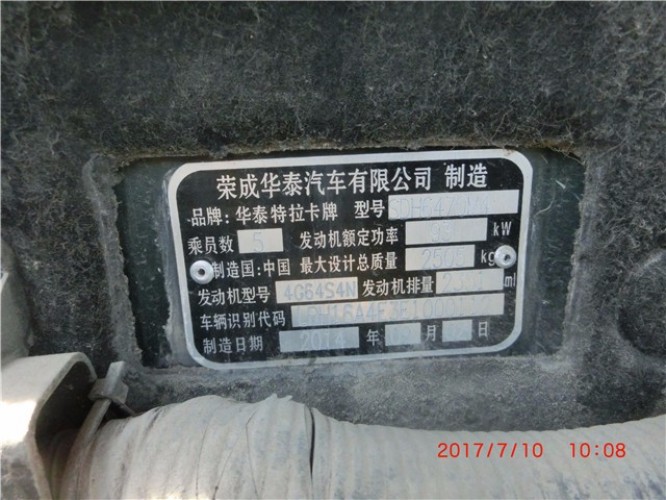 荣成华泰汽车有限公司 制造
品牌: 华泰特拉卡牌 型号
乘员数 5 发动机额定功率 kW
制造国: 中国 最大设计总质量 2505 kg
发动机型号 4G64S4N 发动机排量 ml
车辆识别代码
制造日期 2014 年 月 日
2017/7/10 10:08